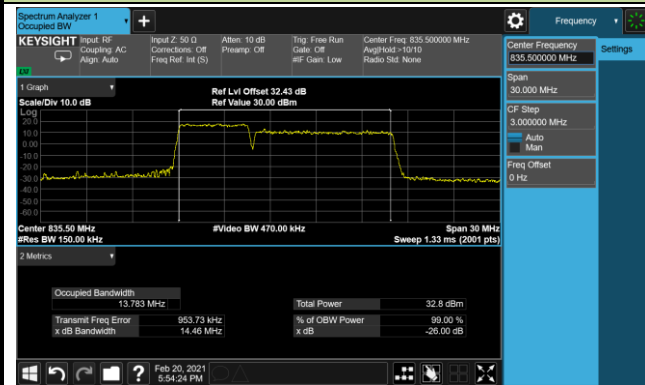 Spectrum Analyzer 1
Occupied BW
Frequency
KEYSIGHT
Input: RF
Coupling: AC
Align: Auto
Input Z: 50 Ω
Corrections: Off
Freq Ref: Int (S)
Atten: 10 dB
Preamp: Off
Trig: Free Run
Gate: Off
#IF Gain: Low
Center Freq: 835.500000 MHz
Avg|Hold:>10/10
Radio Std: None
Center Frequency
835.500000 MHz
Settings
Span
30.000 MHz
CF Step
3.000000 MHz
Auto
Man
Freq Offset
0 Hz
1 Graph
Scale/Div 10.0 dB
Ref Lvl Offset 32.43 dB
Ref Value 30.00 dBm
Log
20.0
10.0
0.00
-10.0
-20.0
-30.0
-40.0
-50.0
-60.0
Center 835.50 MHz
#Video BW 470.00 kHz
Span 30 MHz
#Res BW 150.00 kHz
Sweep 1.33 ms (2001 pts)
2 Metrics
Occupied Bandwidth
13.783 MHz
Total Power 32.8 dBm
Transmit Freq Error 953.73 kHz
% of OBW Power 99.00 %
x dB Bandwidth 14.46 MHz
x dB -26.00 dB
?
Feb 20, 2021
5:54:24 PM